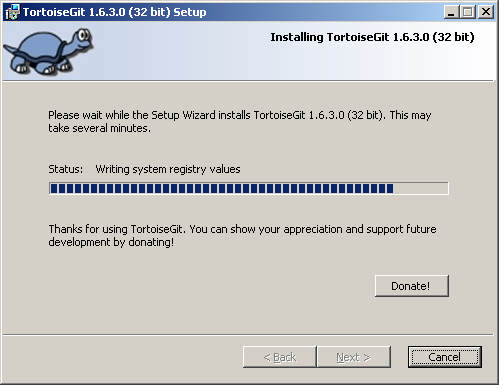 TortoiseGit 1.6.3.0 (32 bit) Setup
Installing TortoiseGit 1.6.3.0 (32 bit)
Please wait while the Setup Wizard installs TortoiseGit 1.6.3.0 (32 bit). This may
take several minutes.
Status: Writing system registry values
Thanks for using TortoiseGit. You can show your appreciation and support future
development by donating!
Donate!
< Back Next > Cancel